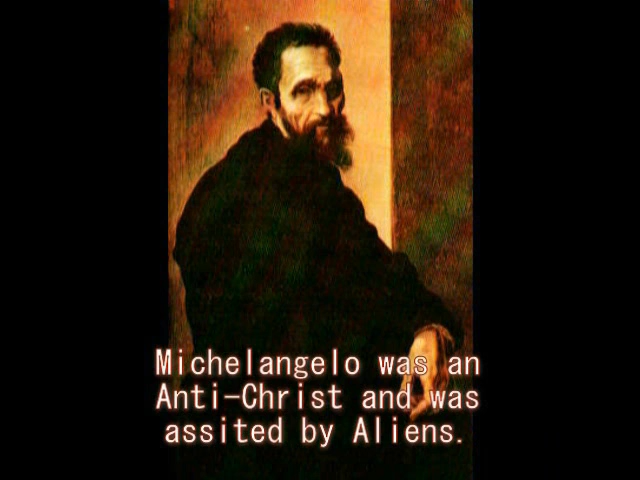 Michelangelo was an
Anti-Christ and was
assited by Aliens.